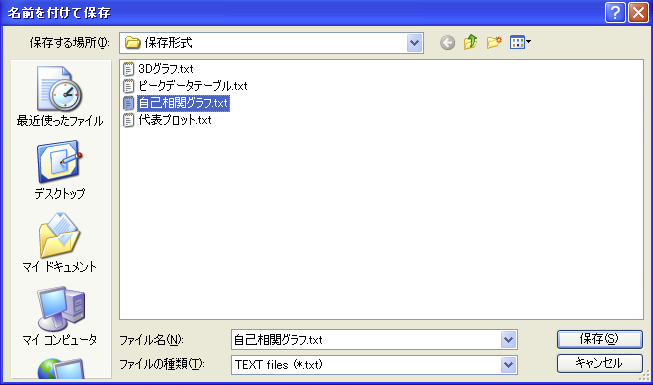 名前を付けて保存
保存する場所(I):
保存形式
3Dグラフ.txt
ピークデータテーブル.txt
自己相関グラフ.txt
代表プロット.txt
最近使ったファイル
デスクトップ
マイ ドキュメント
マイ コンピュータ
ファイル名(N):
自己相関グラフ.txt
保存(S)
ファイルの種類(T):
TEXT files (*.txt)
キャンセル